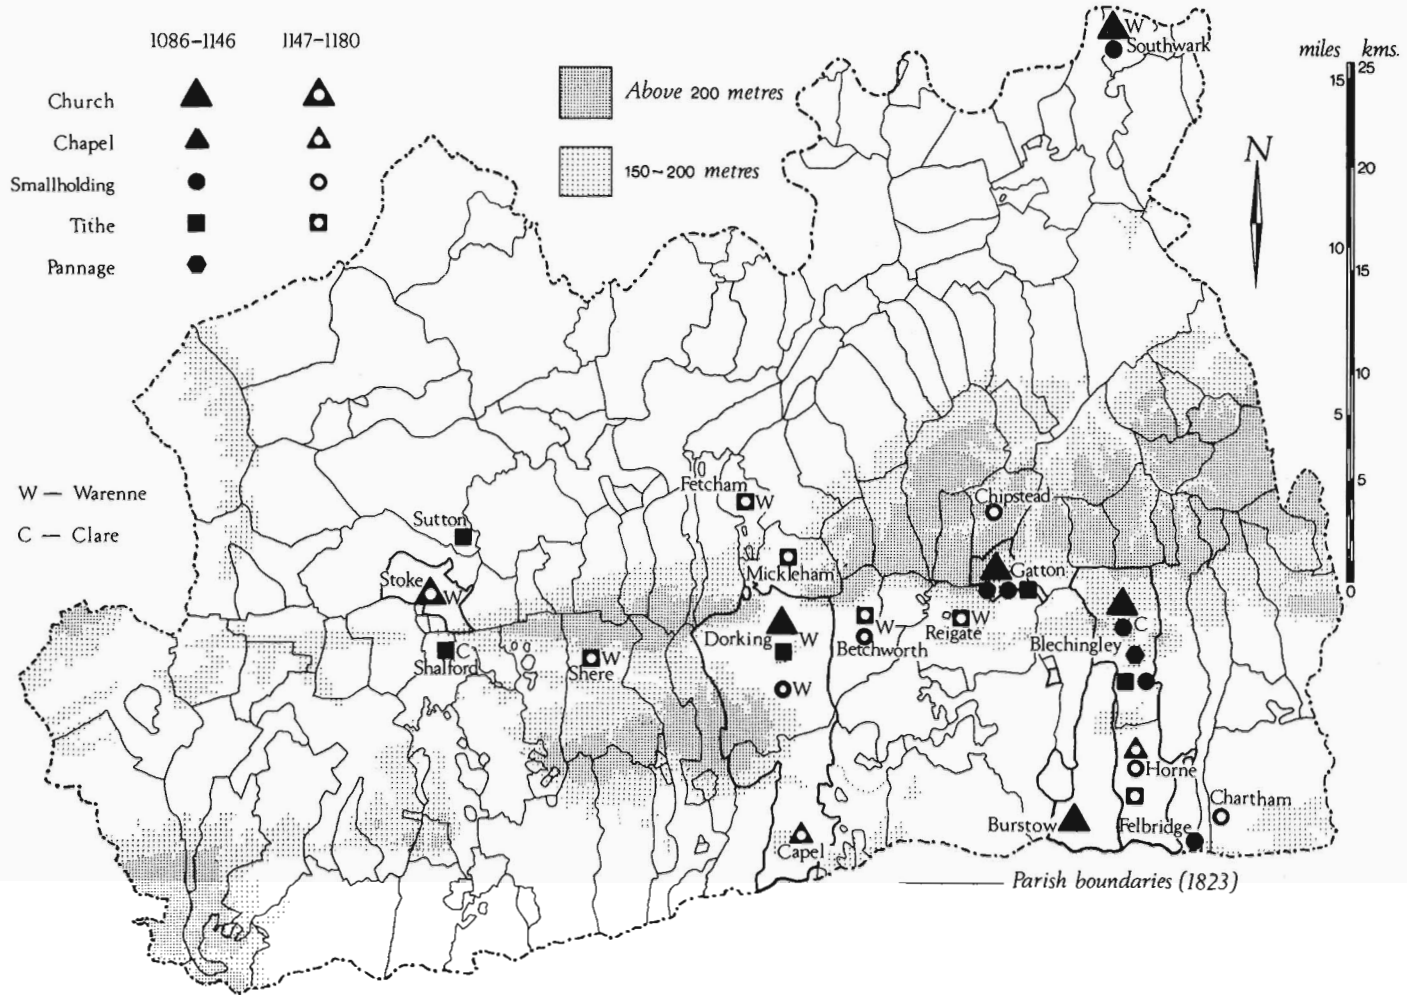 1086–1146 1147–1180
Church
Chapel
Smallholding
Tithe
Pannage
Above 200 metres
150–200 metres
miles kms.
15 25
20
10 15
10
5
5
0
N
W — Warenne
C — Clare
W
Southwark
Fetcham W
Chipstead
Sutton
Stoke W
Mickleham
Gatton
Dorking W
W
Betchworth
W
Reigate
C
Blechingley
C
Shalford
W
Shere
W
Horne
Chartham
Burstow
Felbridge
Capel
Parish boundaries (1823)